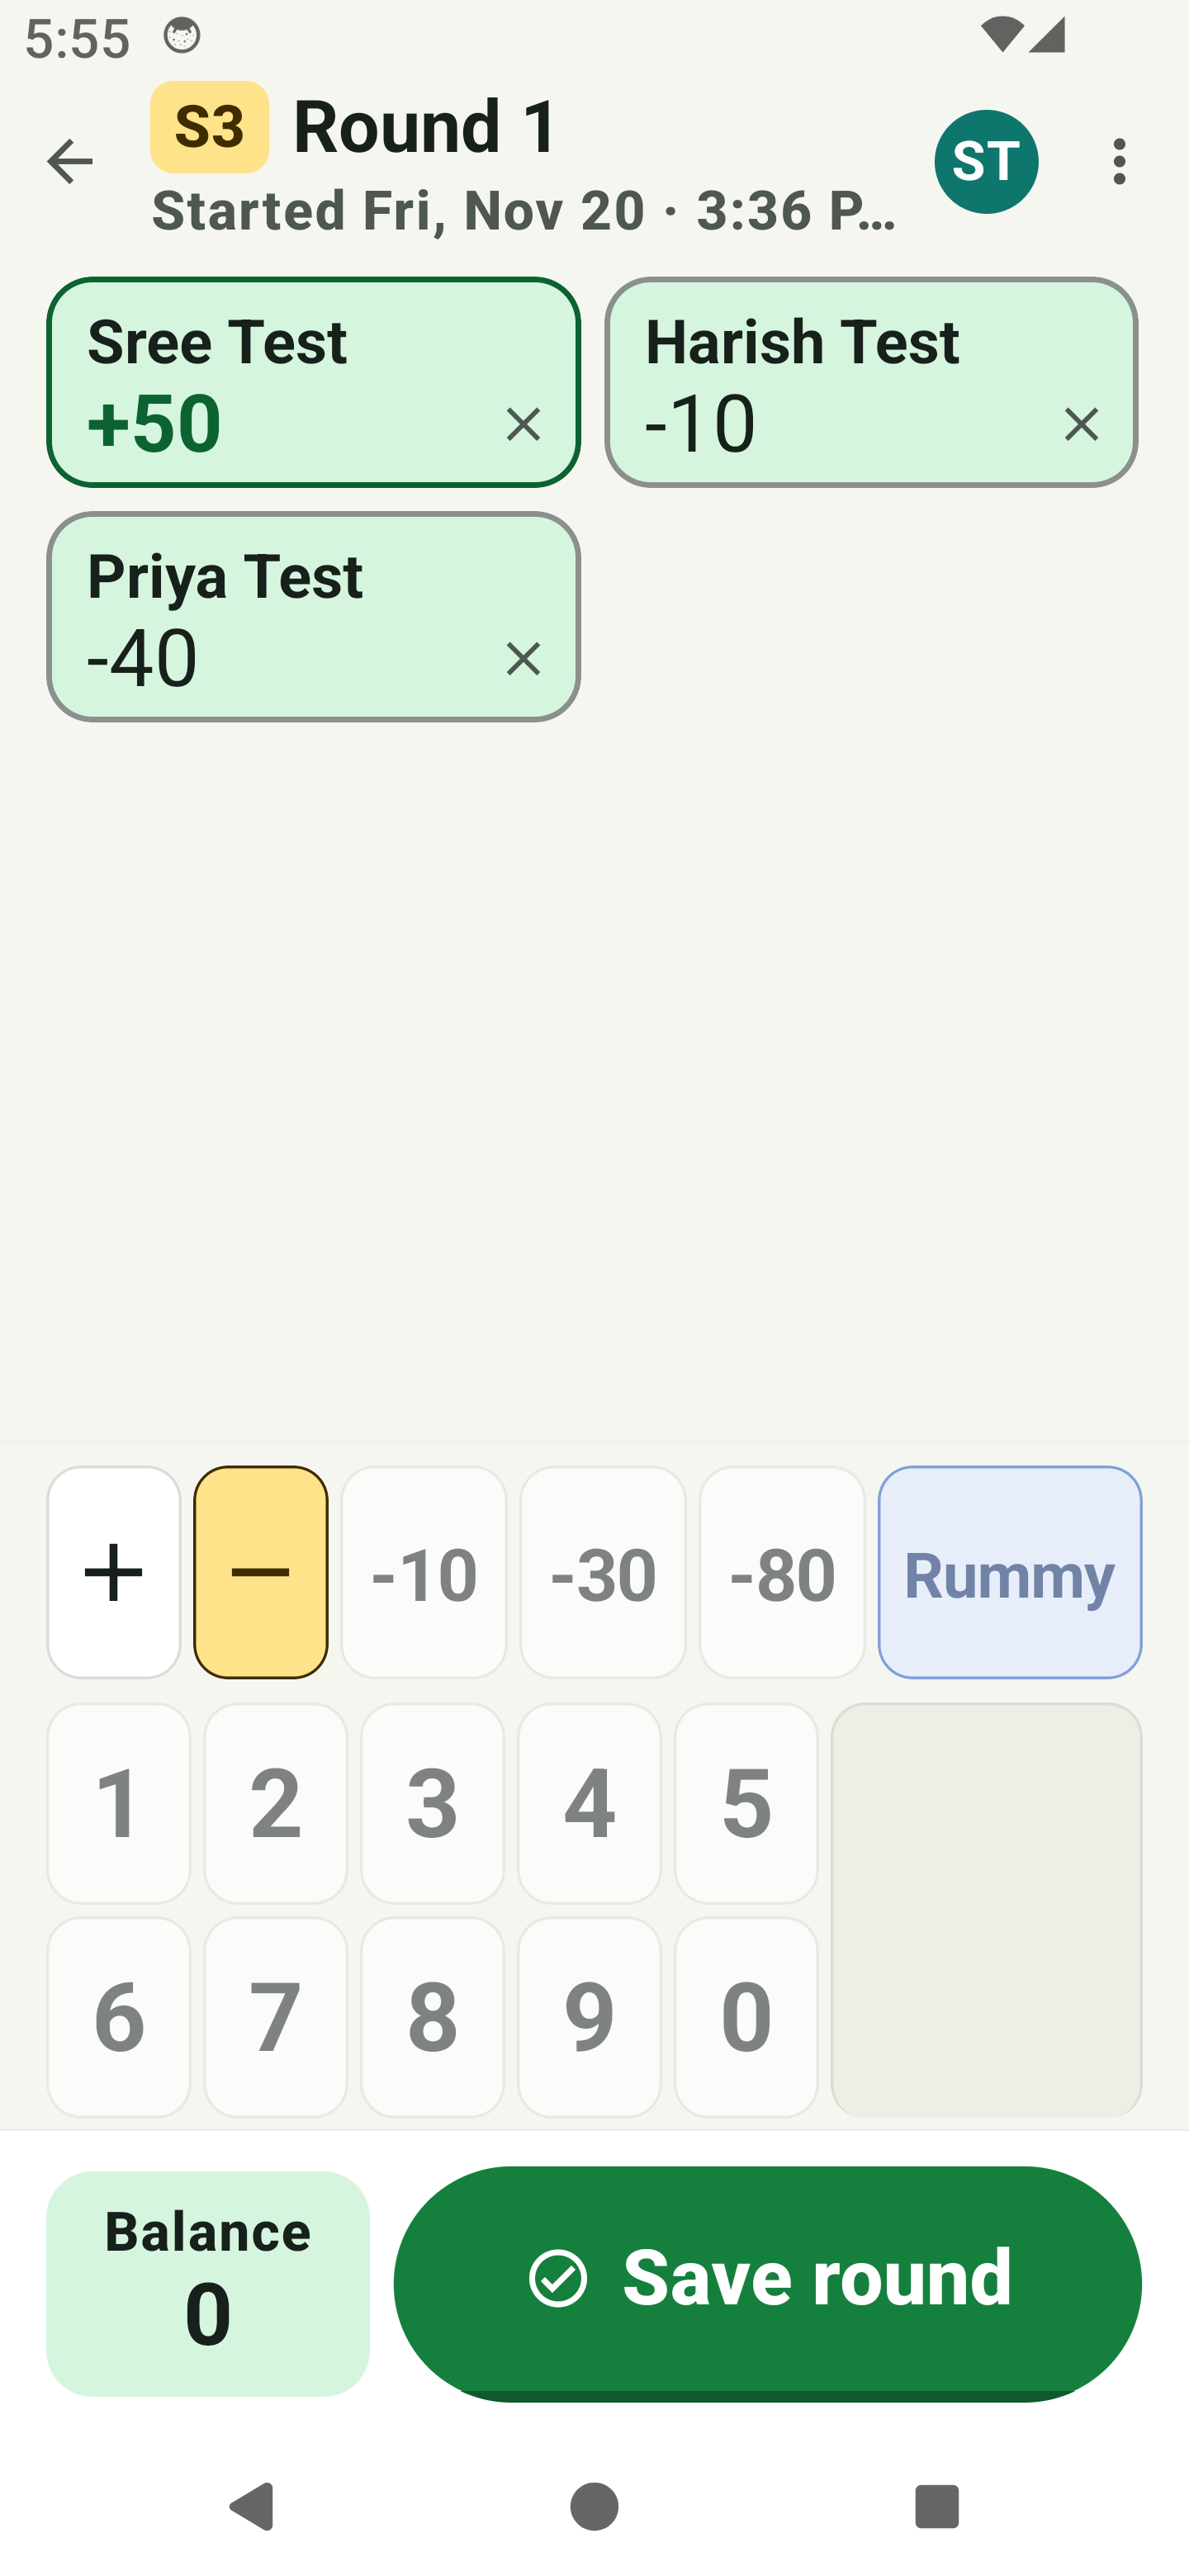 5:55
S3 Round 1
ST
Started Fri, Nov 20 · 3:36 P...
Sree Test
+50
Harish Test
-10
Priya Test
-40
+ − -10 -30 -80 Rummy
1 2 3 4 5
6 7 8 9 0
Balance
0
Save round